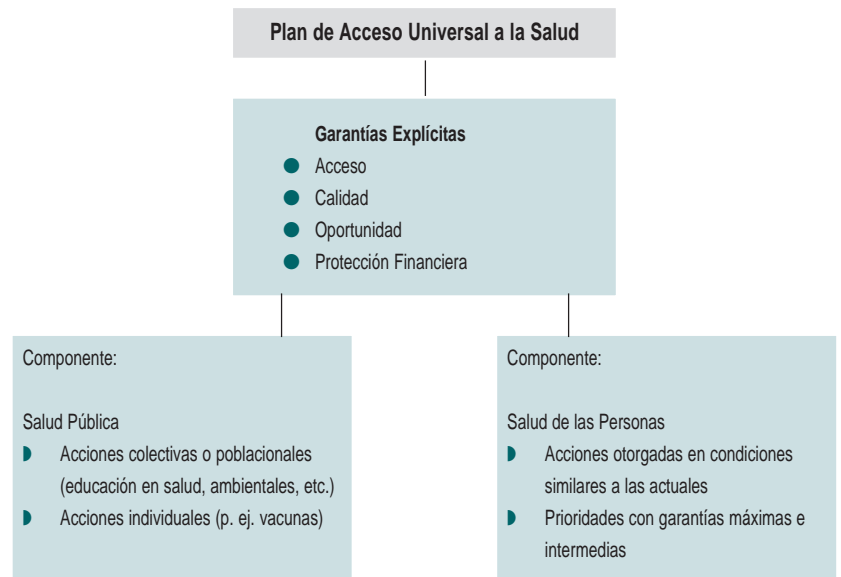 Plan de Acceso Universal a la Salud
Garantías Explícitas
Acceso
Calidad
Oportunidad
Protección Financiera
Componente:
Salud Pública
Acciones colectivas o poblacionales
(educación en salud, ambientales, etc.)
Acciones individuales (p. ej. vacunas)
Componente:
Salud de las Personas
Acciones otorgadas en condiciones
similares a las actuales
Prioridades con garantías máximas e
intermedias